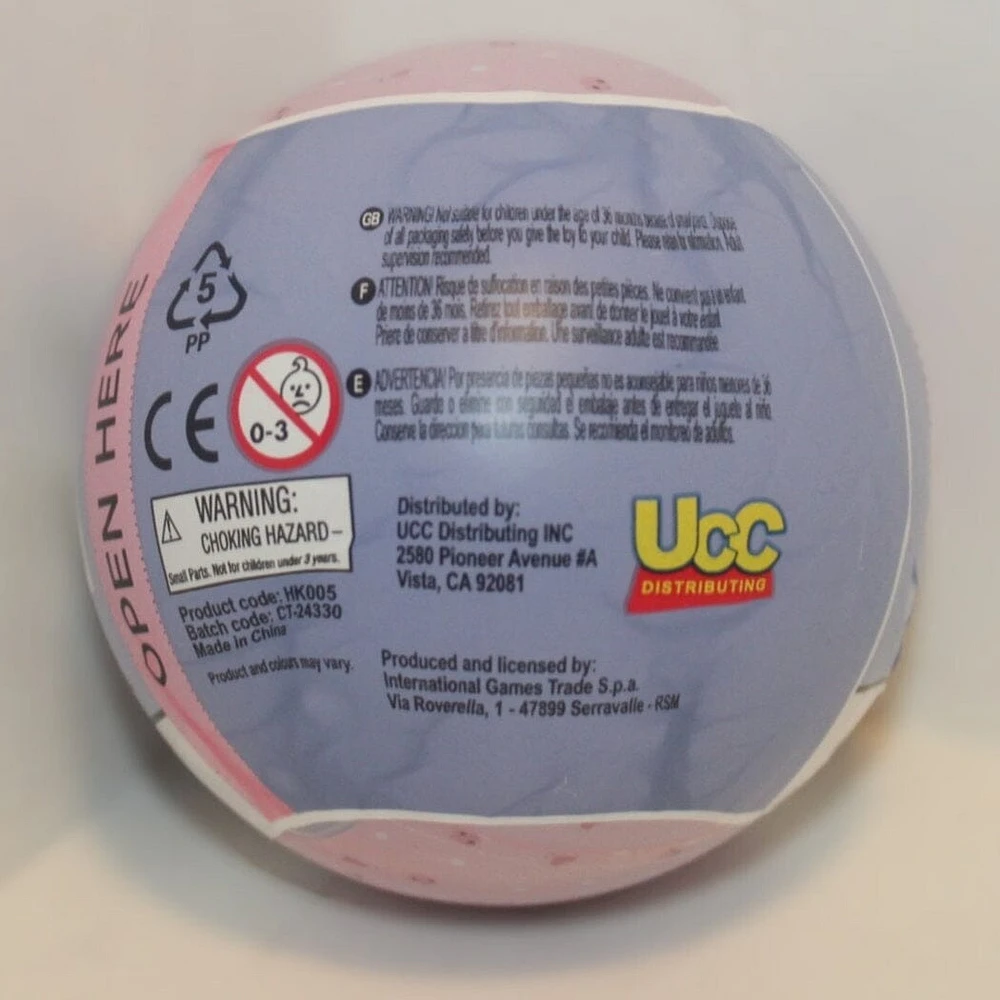 OPEN HERE
5
PP
CE
0-3
WARNING:
CHOKING HAZARD –
Small Parts. Not for children under 3 years.
Product code: HK005
Batch code: CT-24330
Made in China
Product and colours may vary.
GB WARNING! Not suitable for children under the age of 36 months because of small parts. Dispose
of all packaging safely before you give the toy to your child. Please retain for information. Adult
supervision recommended.
F ATTENTION! Risque de suffocation en raison des petites pièces. Ne convient pas à un enfant
de moins de 36 mois. Retirez tout emballage avant de donner le jouet à votre enfant
Priere de conserver a titre d'information. Une surveillance adulte est recommandée
E ADVERTENCIA! Por presencia de piezas pequeñas no es aconsejable para niños menores de 36
meses. Guarde o elimine con seguridad el embalaje antes de entregar el juguete al niño.
Conserve la direccion para futuras consultas. Se recomienda el monitoreo de adultos.
Distributed by:
UCC Distributing INC
2580 Pioneer Avenue #A
Vista, CA 92081
UCC
DISTRIBUTING
Produced and licensed by:
International Games Trade S.p.a.
Via Roverella, 1 - 47899 Serravalle - RSM